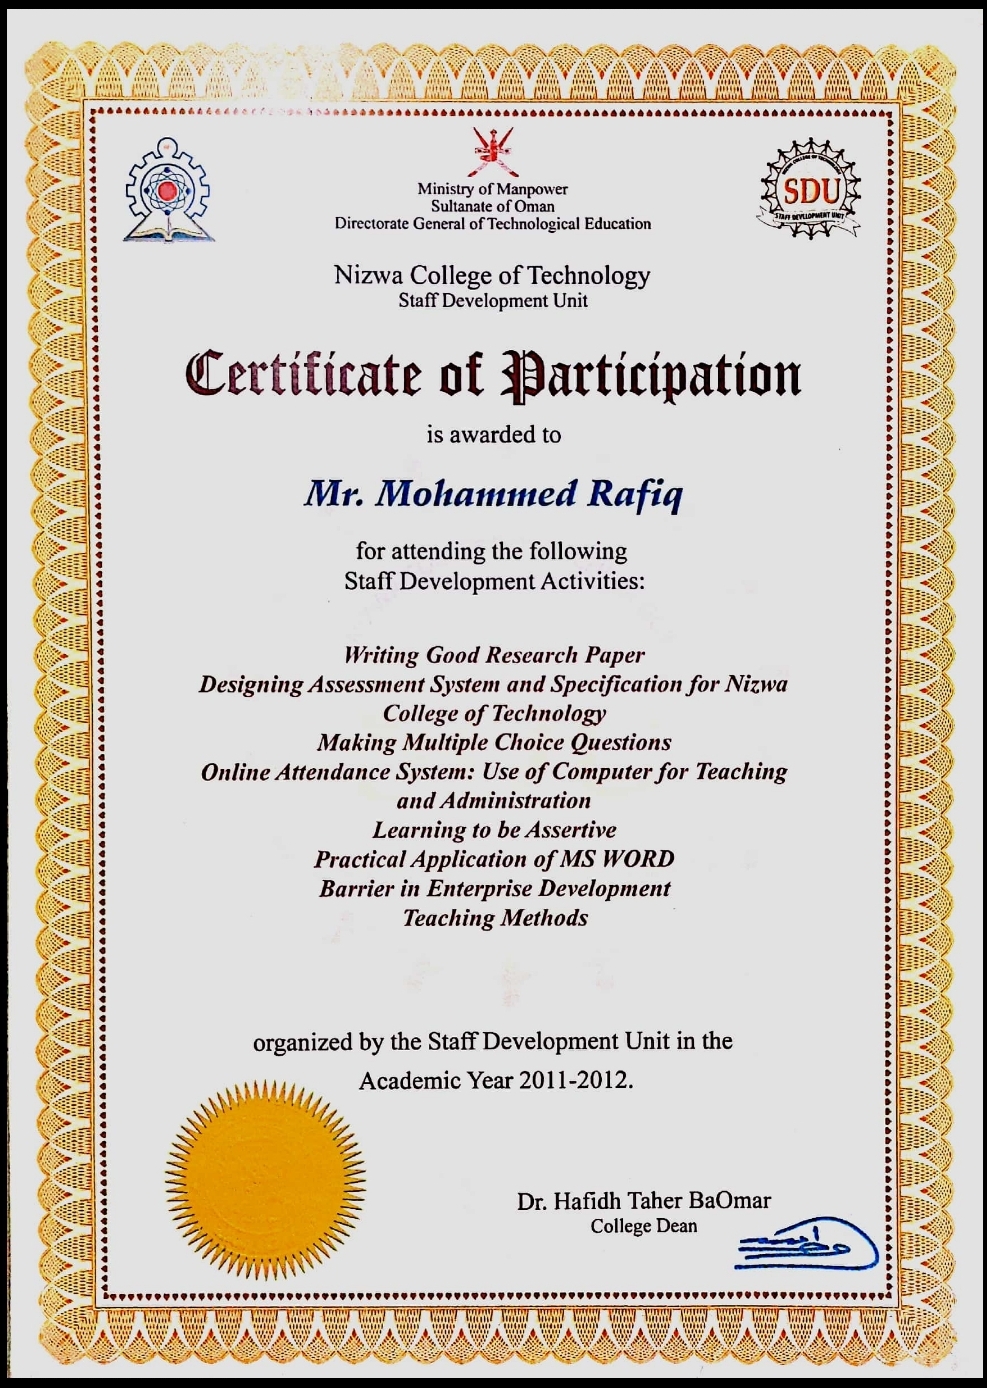 Ministry of Manpower
Sultanate of Oman
Directorate General of Technological Education
NIZWA COLLEGE OF TECHNOLOGY
SDU
STAFF DEVELOPMENT UNIT
Nizwa College of Technology
Staff Development Unit
Certificate of Participation
is awarded to
Mr. Mohammed Rafiq
for attending the following
Staff Development Activities:
Writing Good Research Paper
Designing Assessment System and Specification for Nizwa
College of Technology
Making Multiple Choice Questions
Online Attendance System: Use of Computer for Teaching
and Administration
Learning to be Assertive
Practical Application of MS WORD
Barrier in Enterprise Development
Teaching Methods
organized by the Staff Development Unit in the
Academic Year 2011-2012.
Dr. Hafidh Taher BaOmar
College Dean